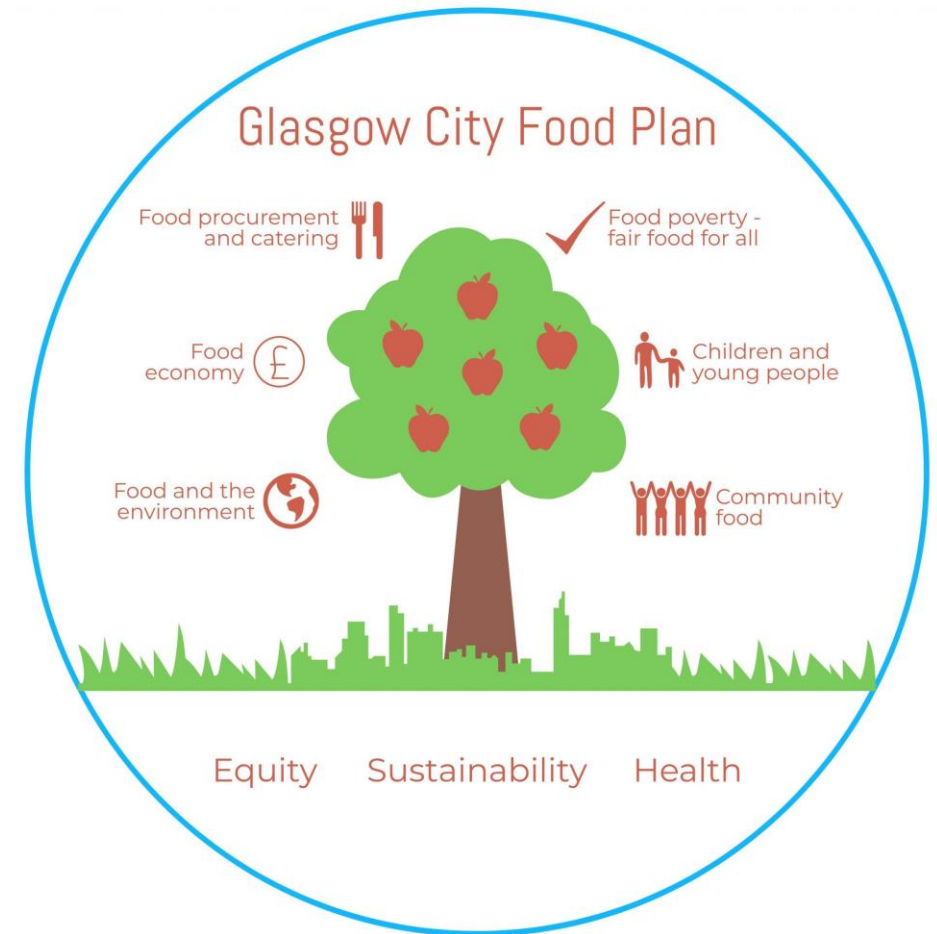 Glasgow City Food Plan
Food procurement
and catering
Food poverty -
fair food for all
Food
economy
£
Children and
young people
Food and the
environment
Community
food
Equity Sustainability Health